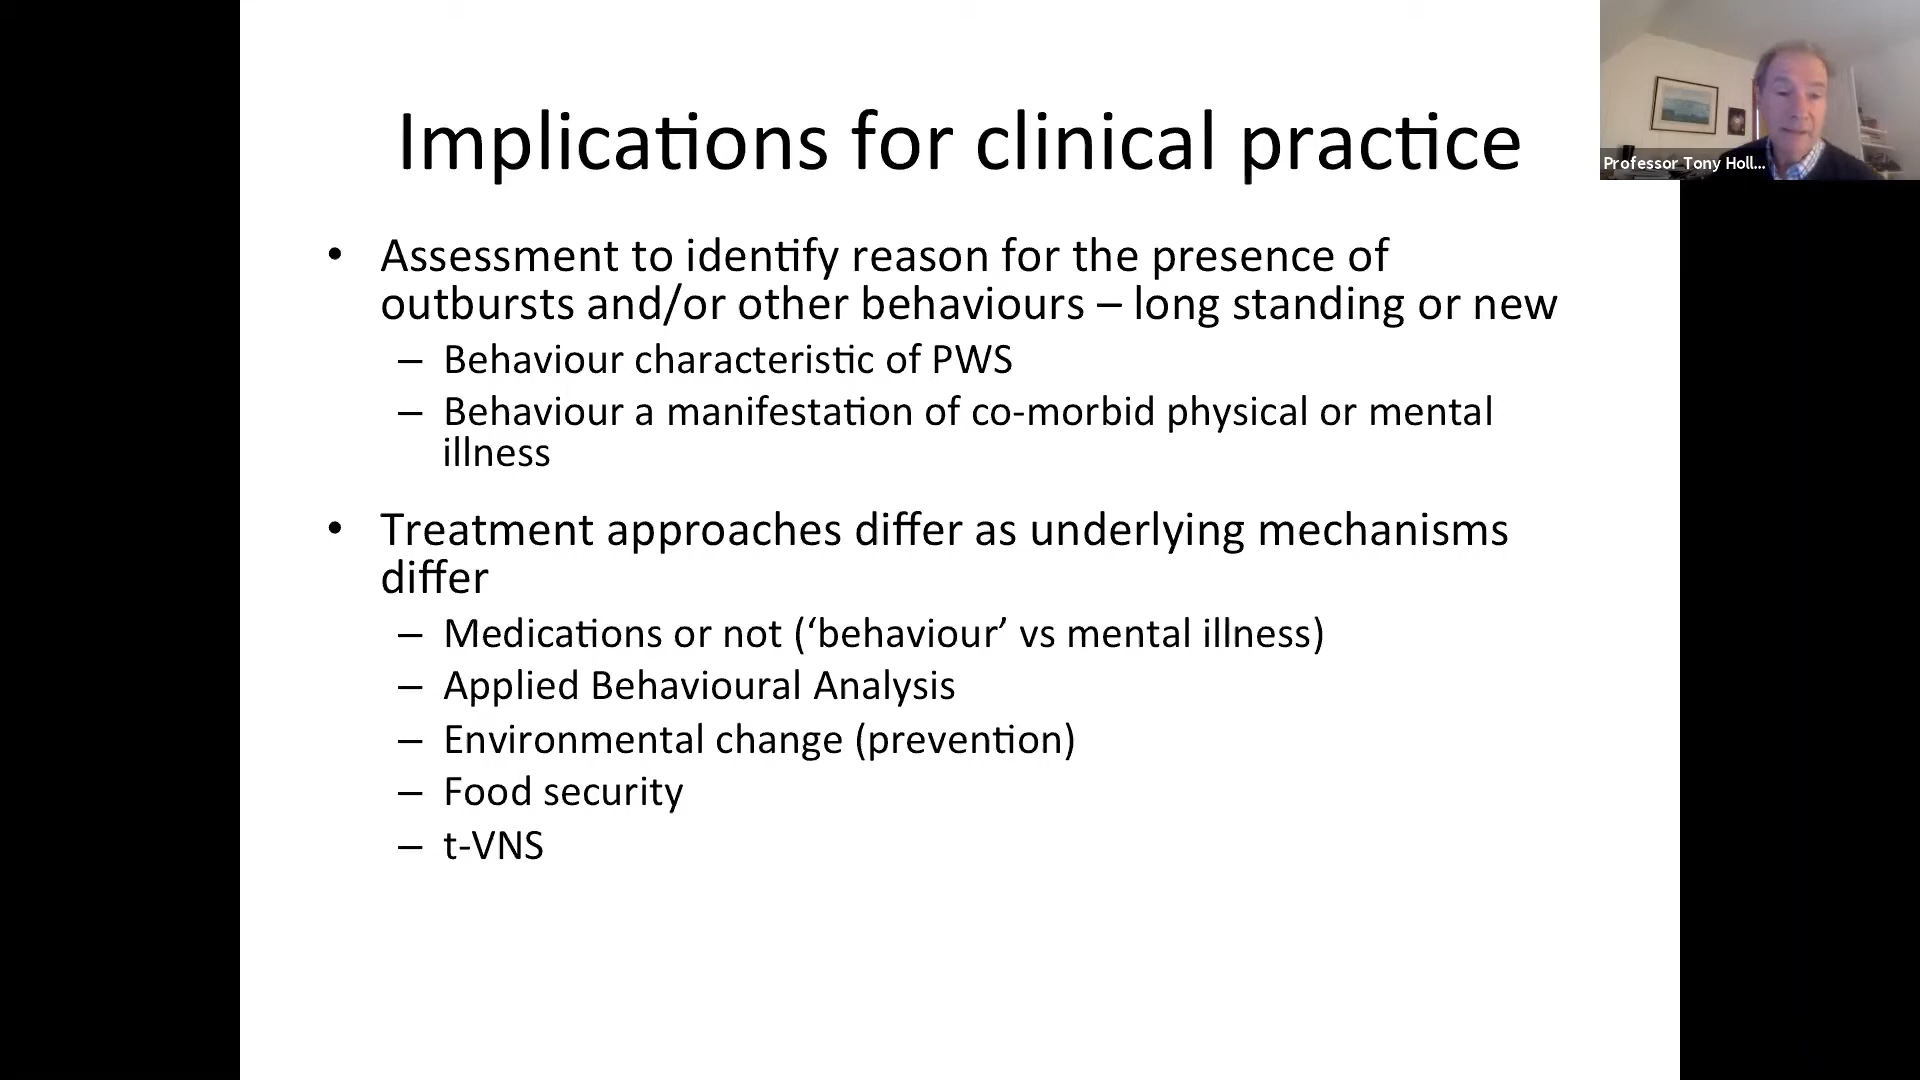 Implications for clinical practice
Professor Tony Holl...
• Assessment to identify reason for the presence of
outbursts and/or other behaviours – long standing or new
– Behaviour characteristic of PWS
– Behaviour a manifestation of co-morbid physical or mental
illness
• Treatment approaches differ as underlying mechanisms
differ
– Medications or not (‘behaviour’ vs mental illness)
– Applied Behavioural Analysis
– Environmental change (prevention)
– Food security
– t-VNS